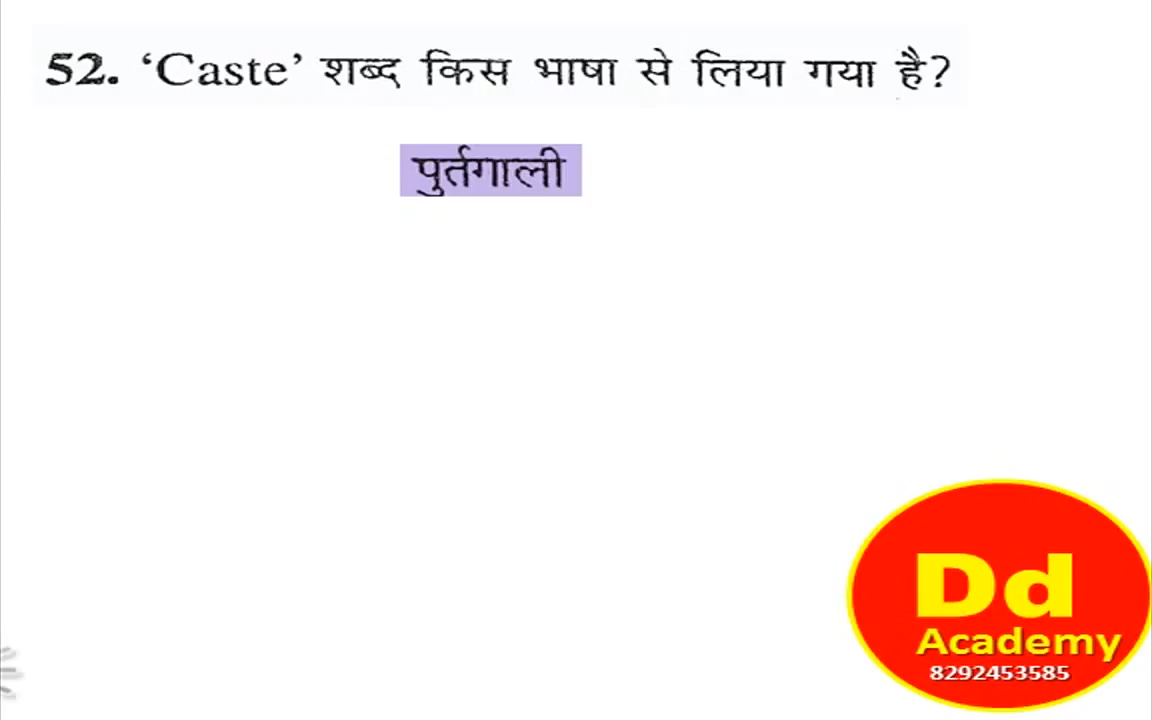 52. ‘Caste’ शब्द किस भाषा से लिया गया है?
पुर्तगाली
Dd
Academy
8292453585